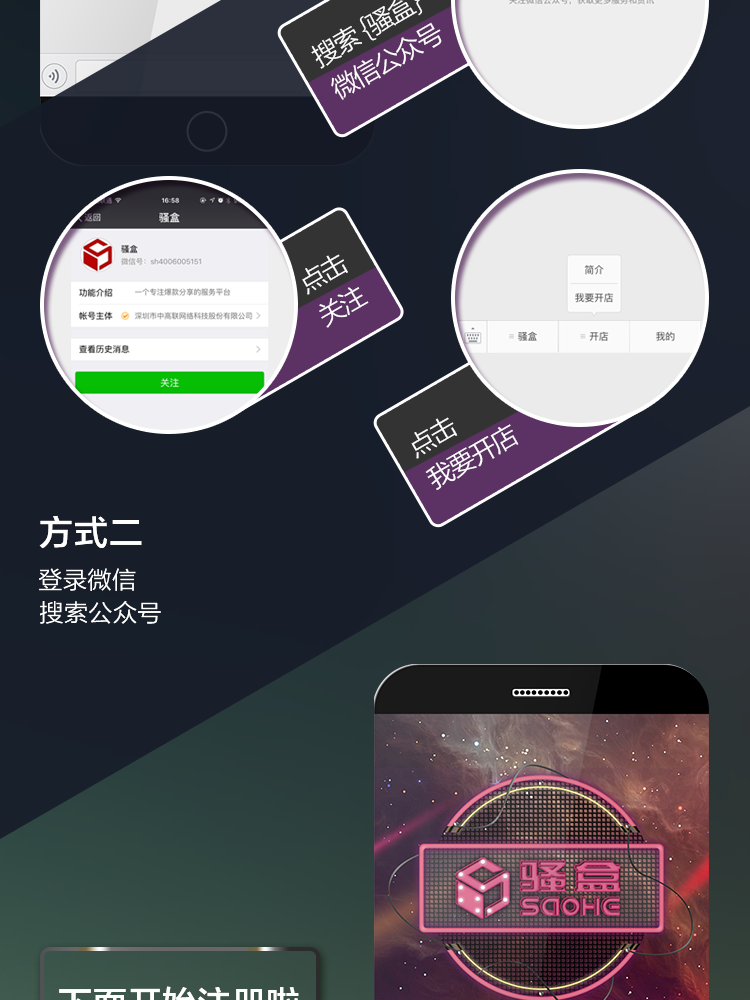 关注微信公众号，获取更多服务和资讯
搜索{骚盒}
微信公众号
16:58
返回
骚盒
骚盒
微信号：sh4006005151
功能介绍 一个专注爆款分享的服务平台
帐号主体 深圳市中高联网络科技股份有限公司
查看历史消息
关注
点击
关注
简介
我要开店
骚盒
开店
我的
点击
我要开店
方式二
登录微信
搜索公众号
骚盒
SAOHE
下面开始注册啦